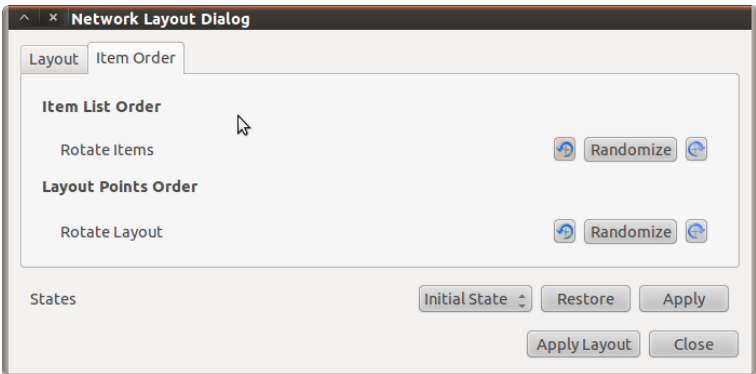 Network Layout Dialog
Layout Item Order
Item List Order
Rotate Items Randomize
Layout Points Order
Rotate Layout Randomize
States Initial State Restore Apply
Apply Layout Close